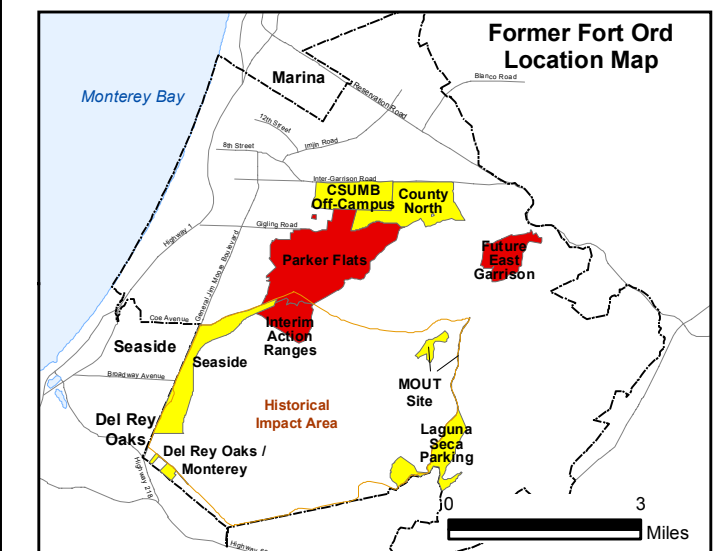 Former Fort Ord
Location Map
Marina
Monterey Bay
Blanco Road
Reservation Road
12th Street
8th Street
Imjin Road
Inter-Garrison Road
CSUMB
Off-Campus
County
North
Gigling Road
Highway 1
General Jim Moore Boulevard
Parker Flats
Future
East
Garrison
Coe Avenue
Interim
Action
Ranges
Seaside
Seaside
Broadway Avenue
MOUT
Site
Historical
Impact Area
Del Rey
Oaks
Laguna
Seca
Parking
Del Rey Oaks /
Monterey
Highway 218
0
3
Miles